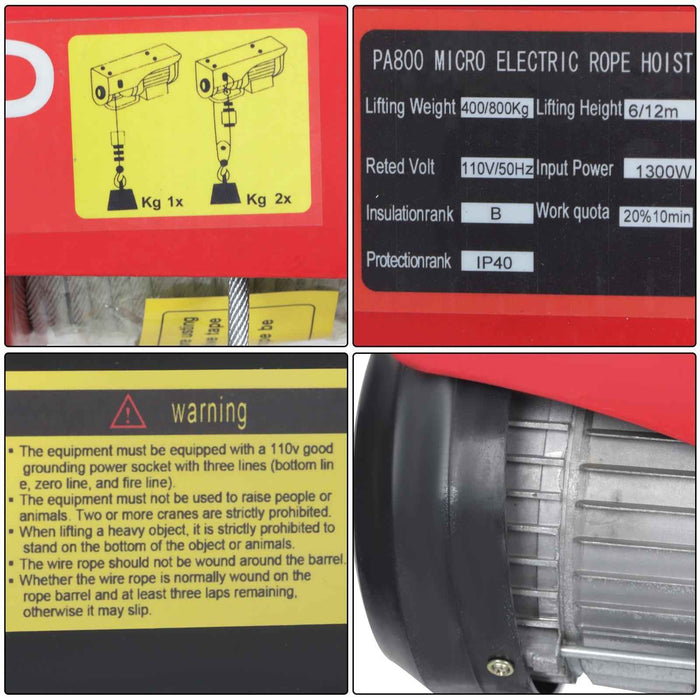 Kg 1x
Kg 2x
e usting
ve tape
e be
PA800 MICRO ELECTRIC ROPE HOIST
Lifting Weight 400/800Kg Lifting Height 6/12m
Reted Volt 110V/50Hz Input Power 1300W
Insulationrank B Work quota 20%10min
Protectionrank IP40
warning
▪ The equipment must be equipped with a 110v good
grounding power socket with three lines (bottom lin
e, zero line, and fire line).
▪ The equipment must not be used to raise people or
animals. Two or more cranes are strictly prohibited.
▪ When lifting a heavy object, it is strictly prohibited to
stand on the bottom of the object or animals.
▪ The wire rope should not be wound around the barrel.
▪ Whether the wire rope is normally wound on the
rope barrel and at least three laps remaining,
otherwise it may slip.